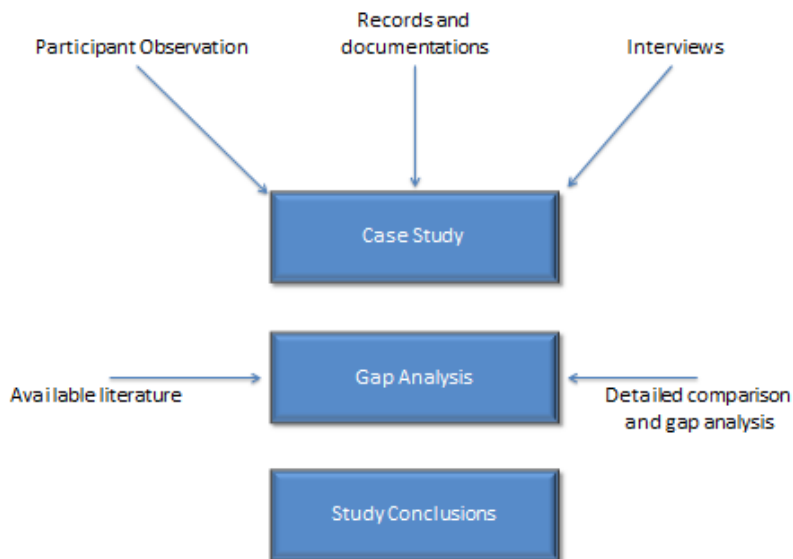 Participant Observation
Records and
documentations
Interviews
Case Study
Gap Analysis
Available literature
Detailed comparison
and gap analysis
Study Conclusions